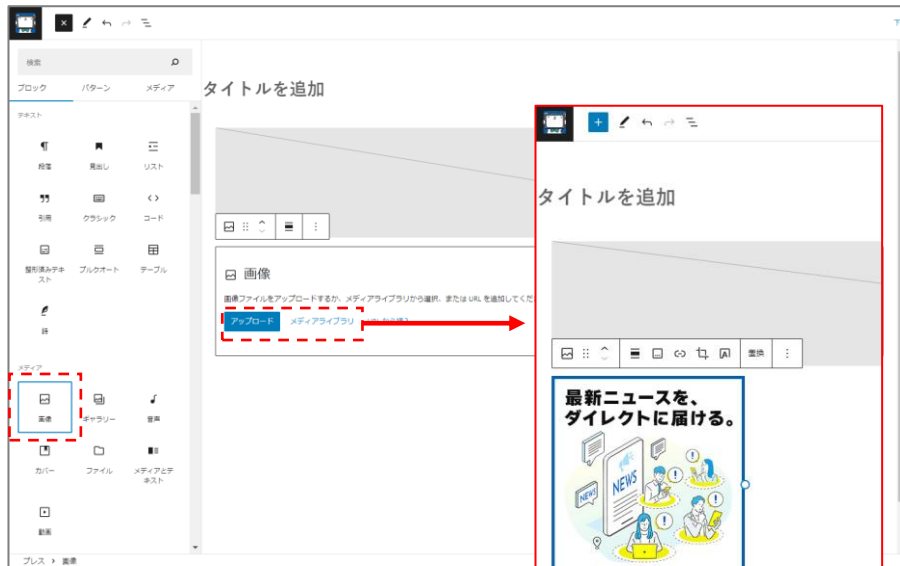 下
検索
ブロック
パターン
メディア
テキスト
段落
見出し
リスト
引用
クラシック
コード
整形済みテキ
スト
プルクオート
テーブル
詩
メディア
画像
ギャラリー
音声
カバー
ファイル
メディアとテ
キスト
動画
プレス › 画像
タイトルを追加
画像
画像ファイルをアップロードするか、メディアライブラリから選択、または URL を追加してくだ
アップロード
メディアライブラリ
タイトルを追加
置換
最新ニュースを、
ダイレクトに届ける。
NEWS
NEWS